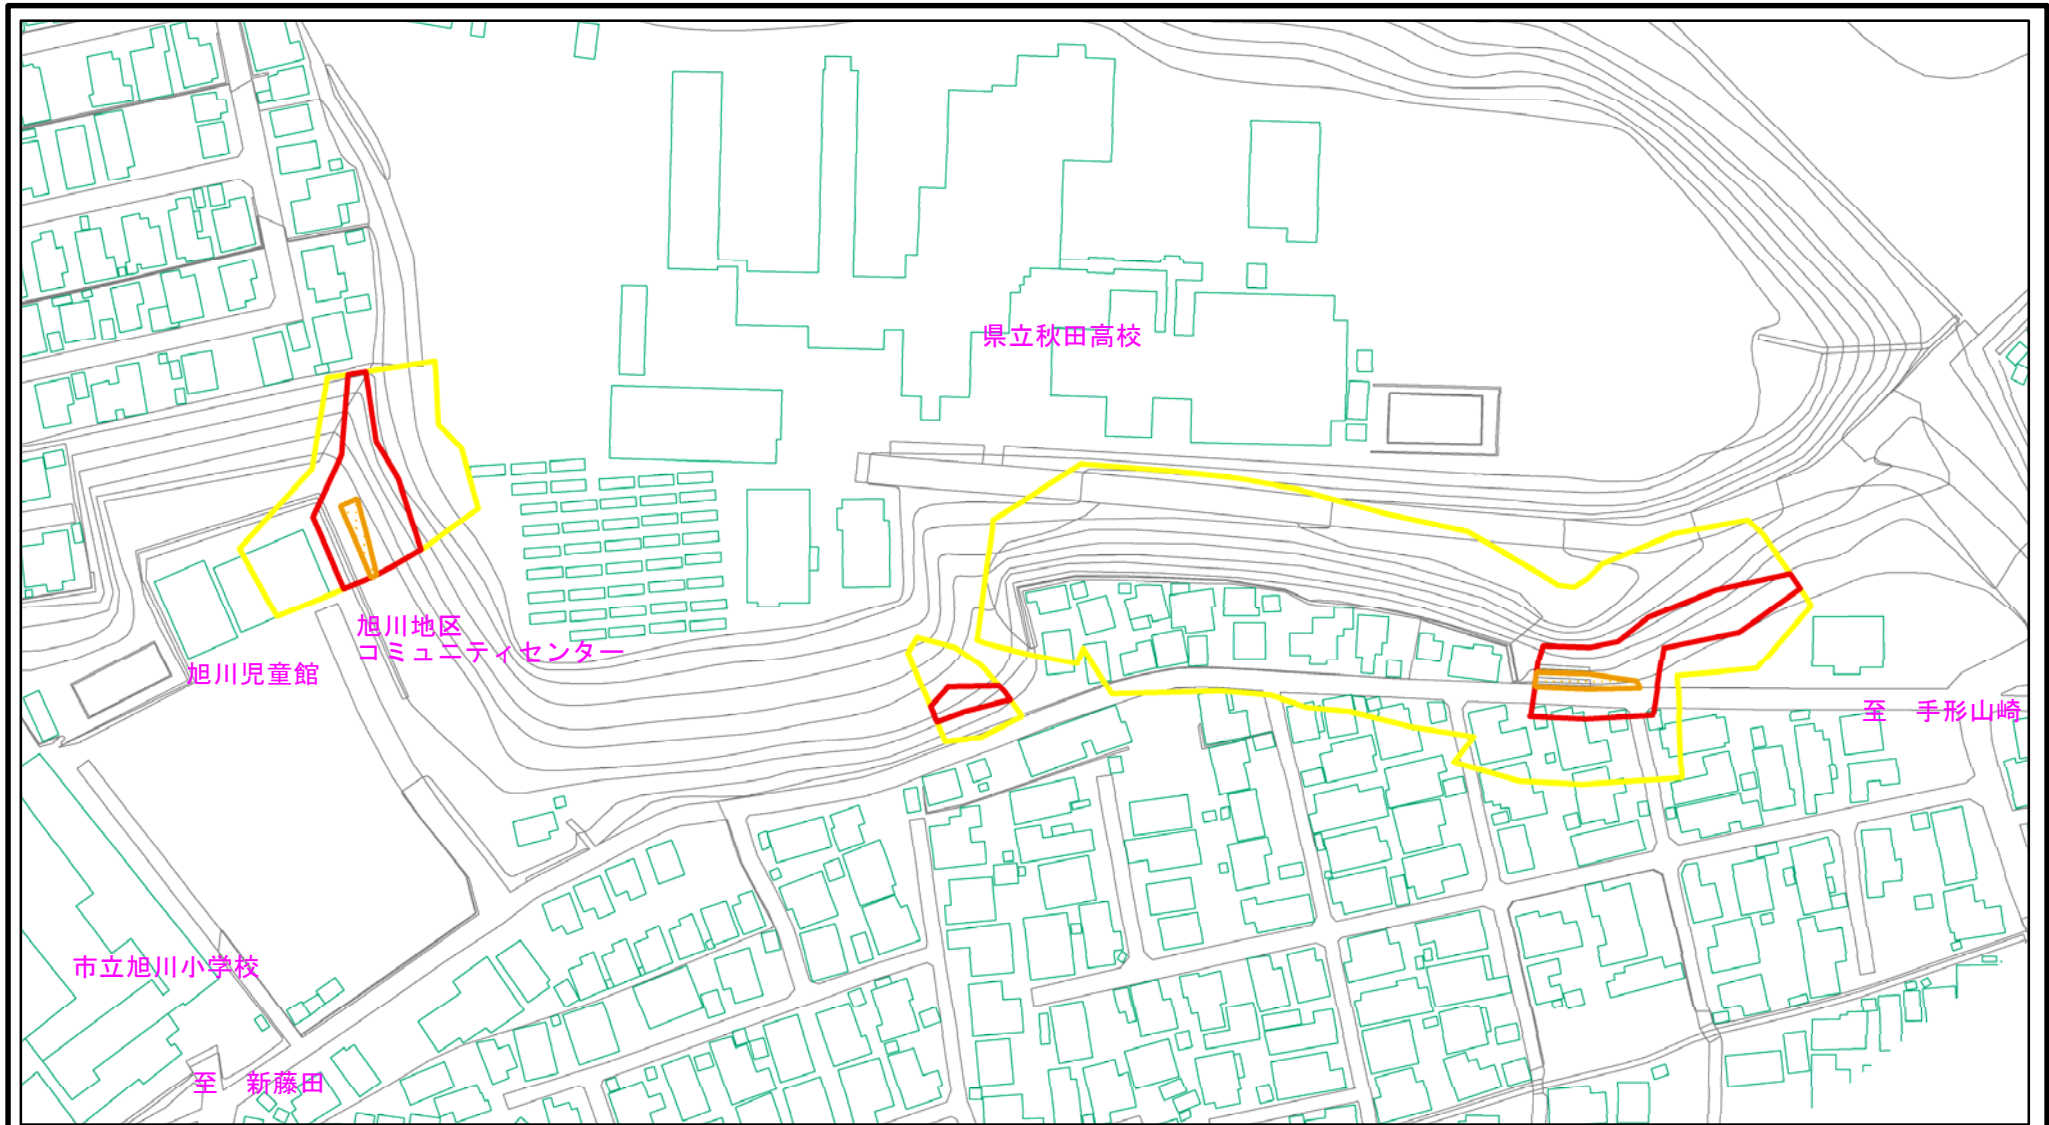 県立秋田高校
旭川地区
コミュニティセンター
旭川児童館
至 手形山崎
市立旭川小学校
至 新藤田